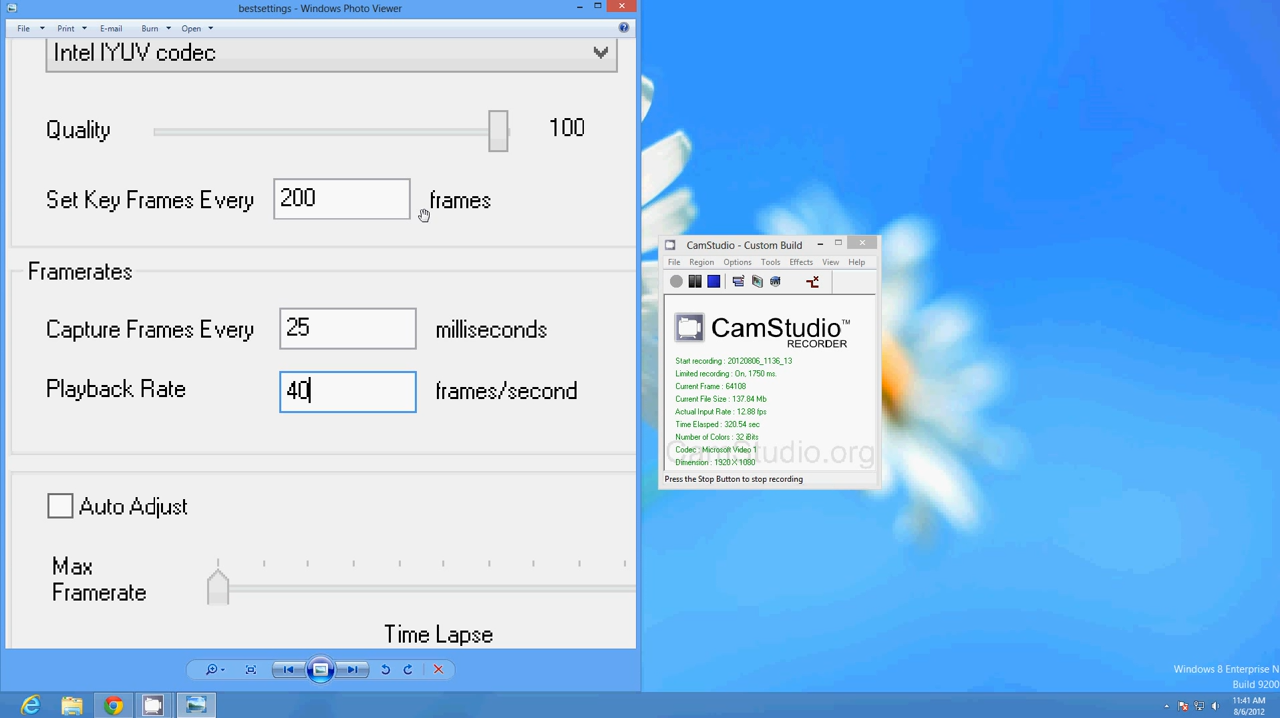 bestsettings - Windows Photo Viewer
File Print E-mail Burn Open
Intel IYUV codec
Quality 100
Set Key Frames Every 200 frames
Framerates
Capture Frames Every 25 milliseconds
Playback Rate 40 frames/second
Auto Adjust
Max
Framerate
Time Lapse
CamStudio - Custom Build
File Region Options Tools Effects View Help
CamStudio™
RECORDER
Start recording : 20120806_1136_13
Limited recording : On, 1750 ms.
Current Frame : 64108
Current File Size : 137.84 Mb
Actual Input Rate : 12.88 fps
Time Elasped : 320.54 sec
Number of Colors : 32 iBits
Codec : Microsoft Video 1
CamStudio.org
Dimension : 1920 X 1080
Press the Stop Button to stop recording
Windows 8 Enterprise N
Build 9200
11:41 AM
8/6/2012